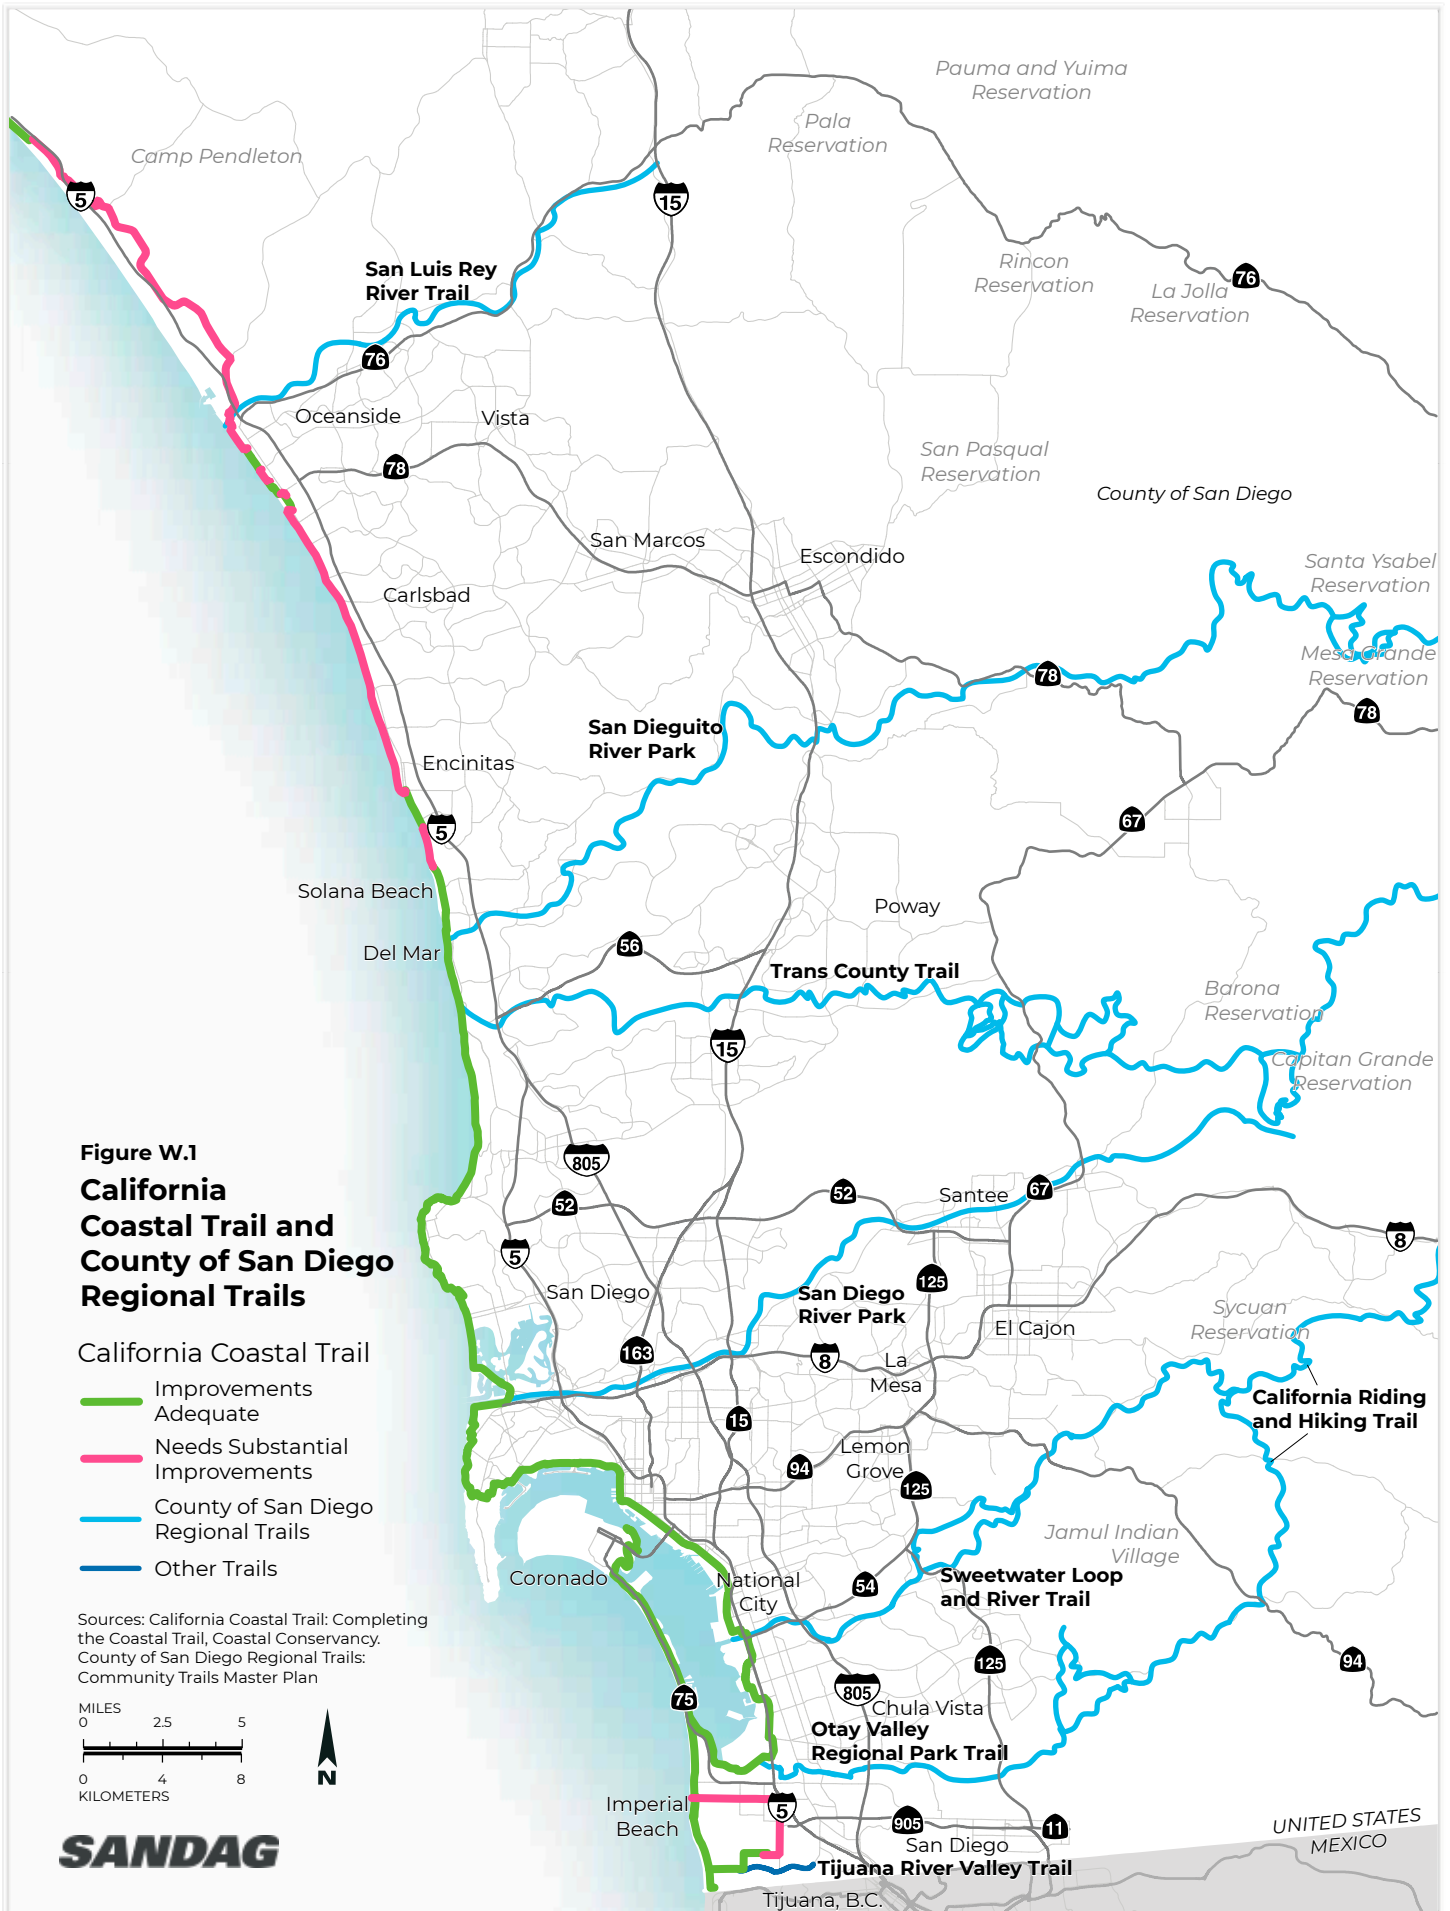 Pauma and Yuima
Reservation
Pala
Reservation
Camp Pendleton
5
15
San Luis Rey
River Trail
Rincon
Reservation
76
La Jolla
Reservation
76
Oceanside
Vista
78
San Pasqual
Reservation
County of San Diego
San Marcos
Escondido
Santa Ysabel
Reservation
Carlsbad
Mesa Grande
Reservation
78
78
San Dieguito
River Park
Encinitas
5
67
Solana Beach
Poway
Del Mar
56
Trans County Trail
Barona
Reservation
15
Capitan Grande
Reservation
Figure W.1
California
Coastal Trail and
County of San Diego
Regional Trails
805
52
52
Santee
67
5
8
San Diego
125
San Diego
River Park
Sycuan
Reservation
El Cajon
163
8
La
Mesa
California Riding
and Hiking Trail
15
Lemon
Grove
94
125
Jamul Indian
Village
Coronado
National
City
54
Sweetwater Loop
and River Trail
125
94
75
805
Chula Vista
Otay Valley
Regional Park Trail
Imperial
Beach
5
905
11
San Diego
UNITED STATES
MEXICO
Tijuana River Valley Trail
Tijuana, B.C.
California Coastal Trail
Improvements
Adequate
Needs Substantial
Improvements
County of San Diego
Regional Trails
Other Trails
Sources: California Coastal Trail: Completing
the Coastal Trail, Coastal Conservancy.
County of San Diego Regional Trails:
Community Trails Master Plan
MILES
0 2.5 5
0 4 8
KILOMETERS
N
SANDAG